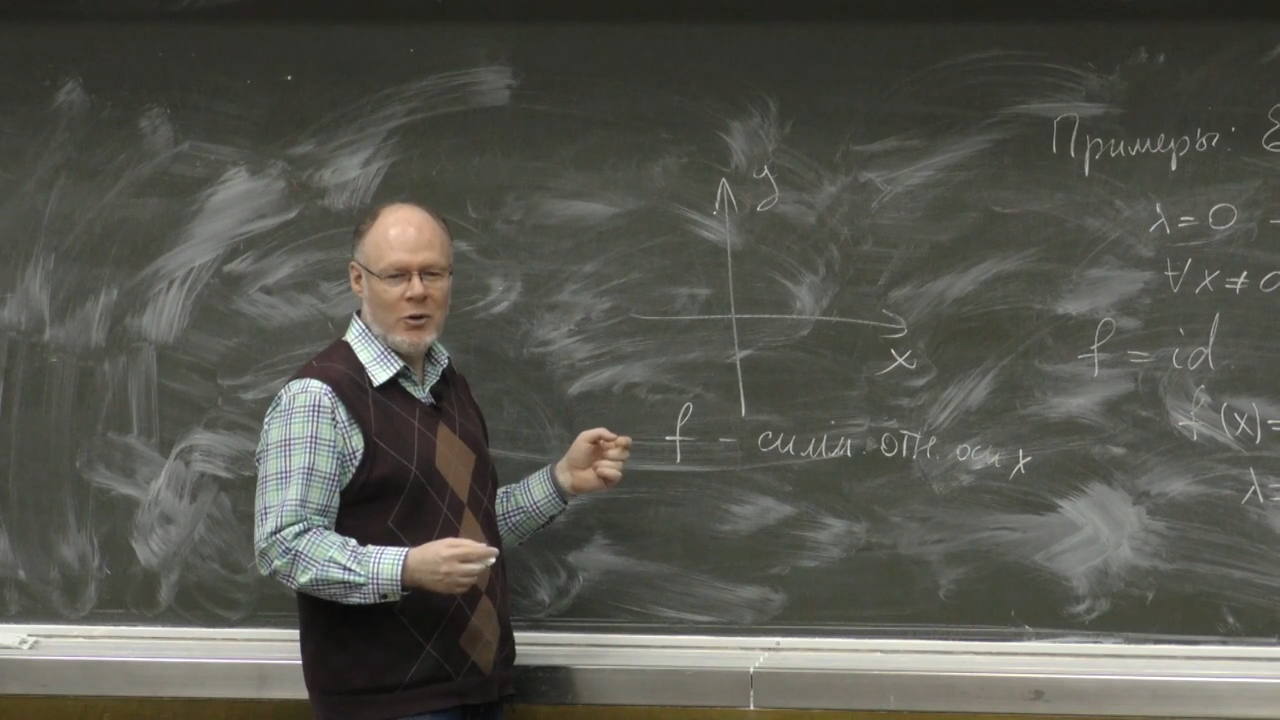 y
x
f - симм. отн. оси x
Примеры:
λ=0
∀x≠0
f = id
f(x)=
λ=